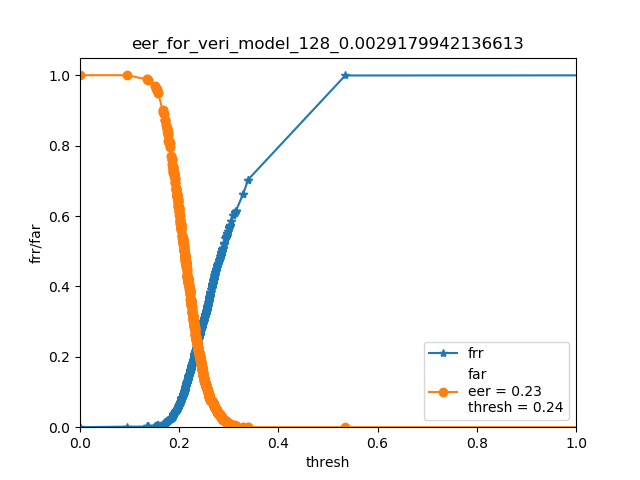 eer_for_veri_model_128_0.0029179942136613
1.0
0.8
0.6
0.4
0.2
0.0
frr/far
0.0 0.2 0.4 0.6 0.8 1.0
thresh
frr
far
eer = 0.23
thresh = 0.24